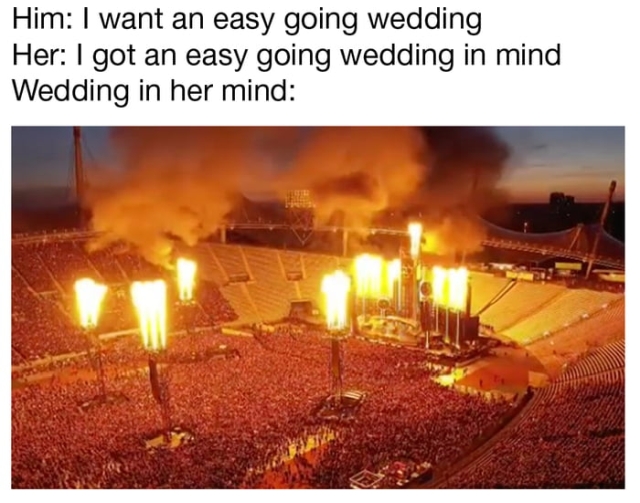 Him: I want an easy going wedding
Her: I got an easy going wedding in mind
Wedding in her mind: